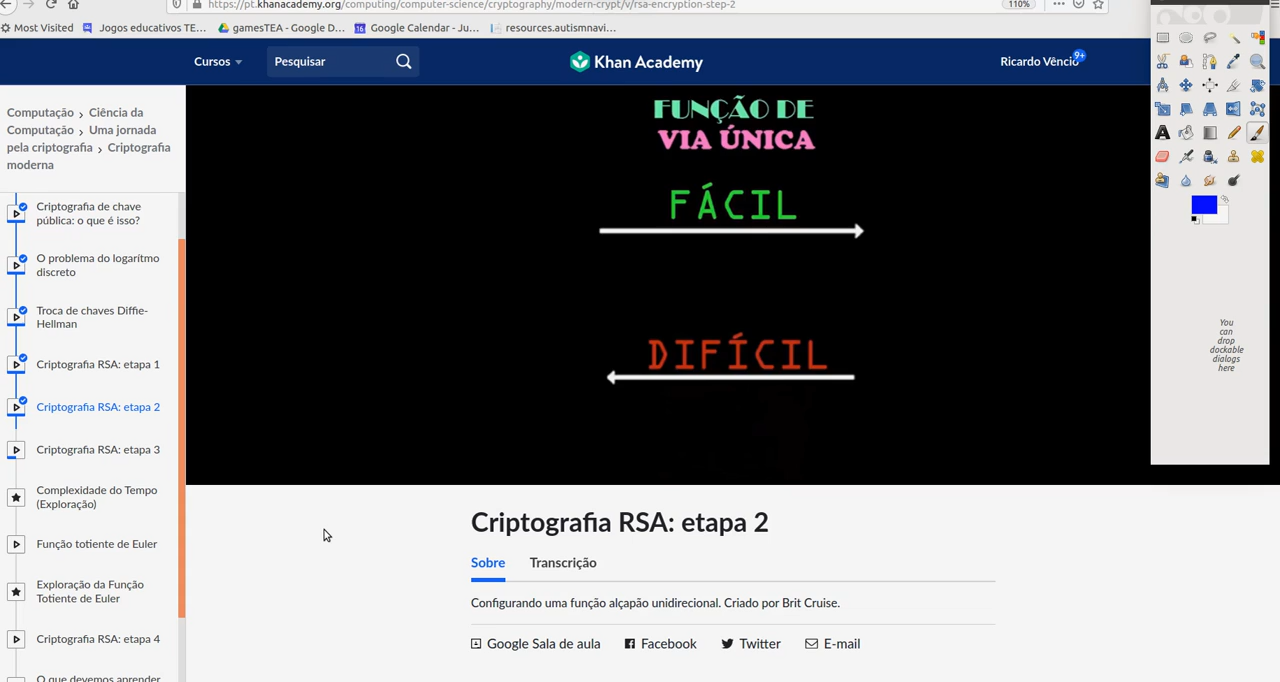 https://pt.khanacademy.org/computing/computer-science/cryptography/modern-crypt/v/rsa-encryption-step-2
110%
Most Visited
Jogos educativos TE...
gamesTEA - Google D...
16
Google Calendar - Ju...
resources.autismnavi...
Cursos
Pesquisar
Khan Academy
Ricardo Vêncio
9+
Computação > Ciência da
Computação > Uma jornada
pela criptografia > Criptografia
moderna
Criptografia de chave
pública: o que é isso?
O problema do logarítmo
discreto
Troca de chaves Diffie-
Hellman
Criptografia RSA: etapa 1
Criptografia RSA: etapa 2
Criptografia RSA: etapa 3
Complexidade do Tempo
(Exploração)
Função totiente de Euler
Exploração da Função
Totiente de Euler
Criptografia RSA: etapa 4
O que devemos aprender
FUNÇÃO DE
VIA ÚNICA
FÁCIL
DIFÍCIL
Criptografia RSA: etapa 2
Sobre
Transcrição
Configurando uma função alçapão unidirecional. Criado por Brit Cruise.
Google Sala de aula
Facebook
Twitter
E-mail
You
can
drop
dockable
dialogs
here